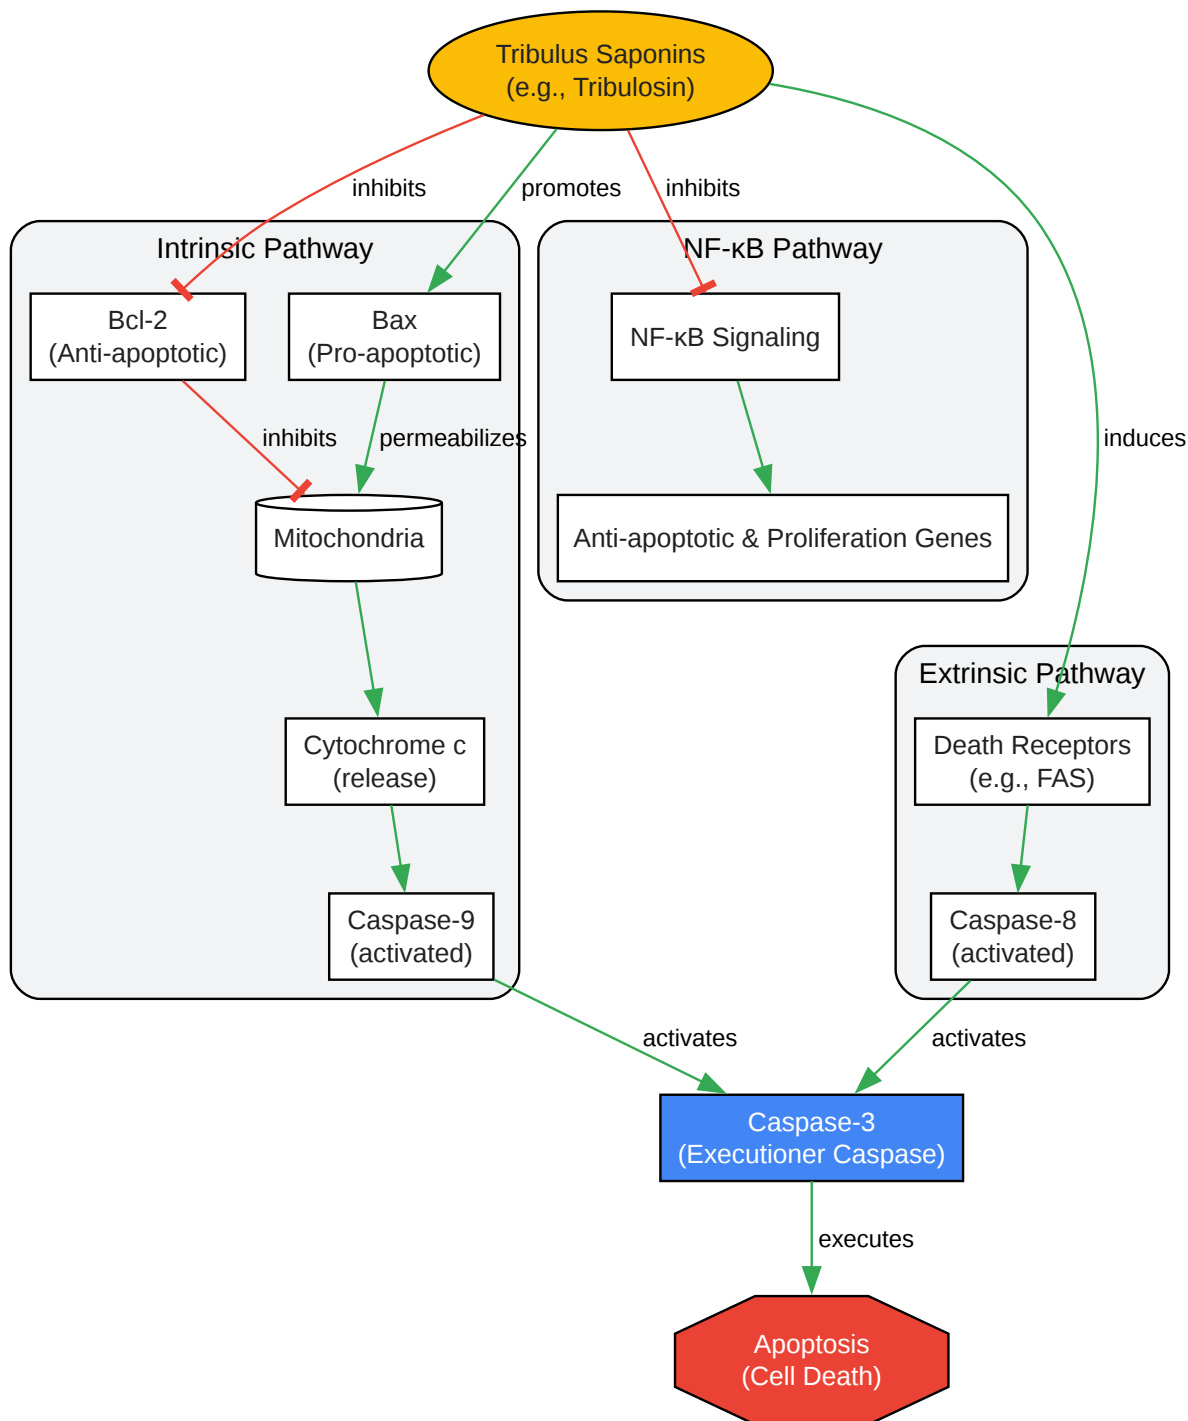 Tribulus Saponins
(e.g., Tribulosin)
inhibits
promotes
inhibits
Intrinsic Pathway
NF-κB Pathway
Bcl-2
(Anti-apoptotic)
Bax
(Pro-apoptotic)
NF-κB Signaling
inhibits
permeabilizes
induces
Mitochondria
Anti-apoptotic & Proliferation Genes
Extrinsic Pathway
Cytochrome c
(release)
Death Receptors
(e.g., FAS)
Caspase-9
(activated)
Caspase-8
(activated)
activates
activates
Caspase-3
(Executioner Caspase)
executes
Apoptosis
(Cell Death)